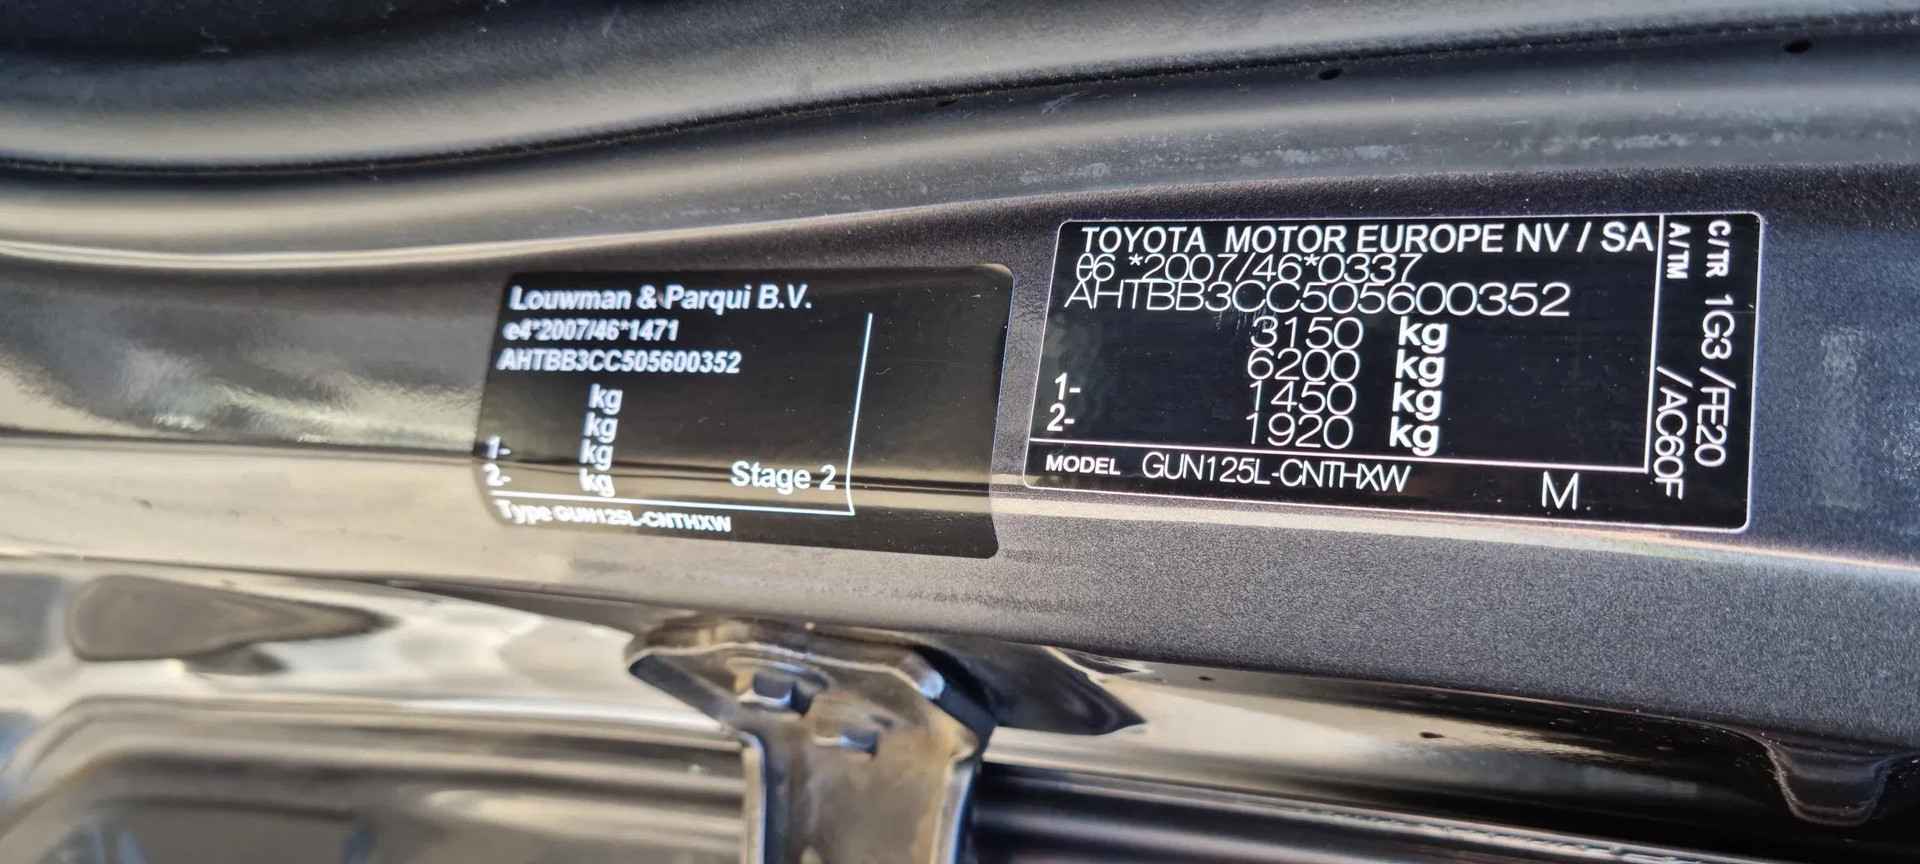 Louwman & Parqui B.V.
e4*2007/46*1471
AHTBB3CC505600352
kg
kg
1- kg
2- kg
Stage 2
Type GUN125L-CNTHXW
TOYOTA MOTOR EUROPE NV / SA
e6 *2007/46*0337
AHTBB3CC505600352
3150 kg
6200 kg
1- 1450 kg
2- 1920 kg
MODEL GUN125L-CNTHXW M
C/TR 1G3 /FE20
A/TM /AC60F